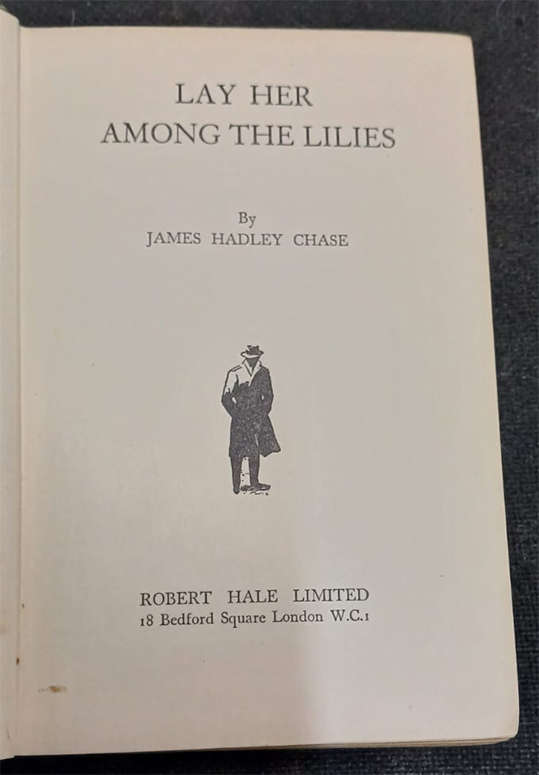 LAY HER
AMONG THE LILIES
By
JAMES HADLEY CHASE
ROBERT HALE LIMITED
18 Bedford Square London W.C.1